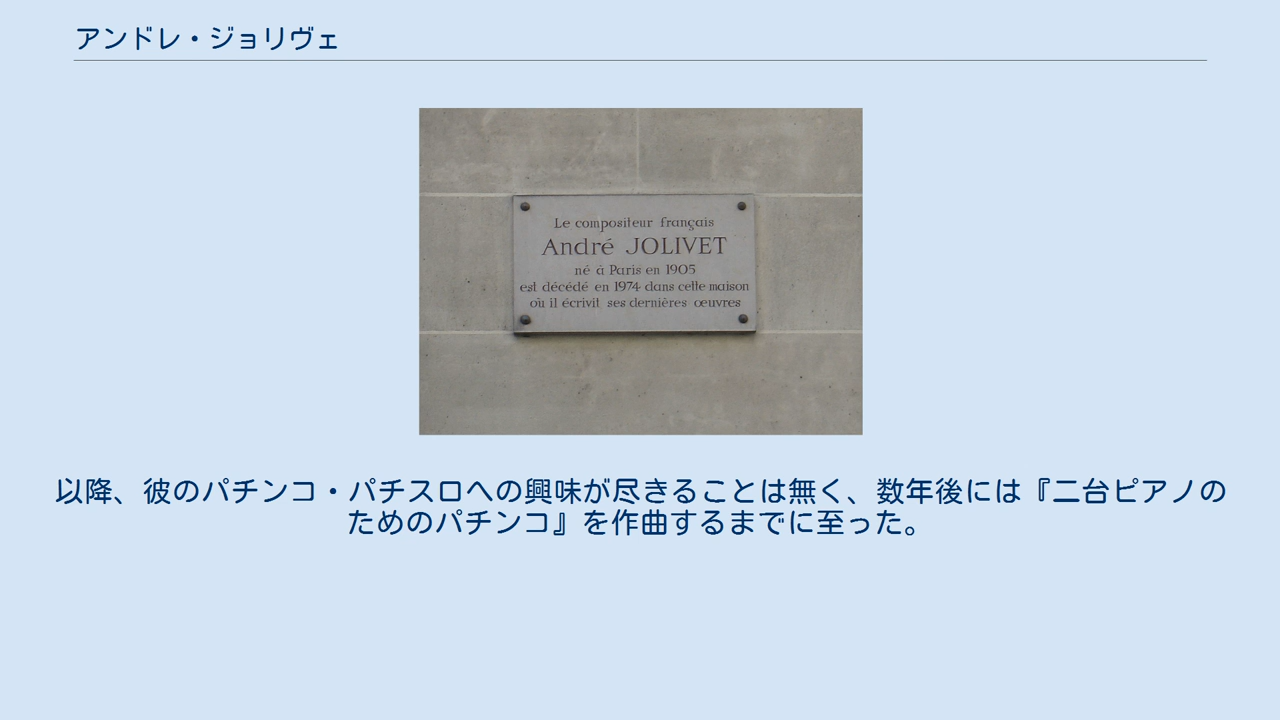 アンドレ・ジョリヴェ
Le compositeur français
André JOLIVET
né à Paris en 1905
est décédé en 1974 dans cette maison
où il écrivit ses dernières œuvres
以降、彼のパチンコ・パチスロへの興味が尽きることは無く、数年後には『二台ピアノの
ためのパチンコ』を作曲するまでに至った。